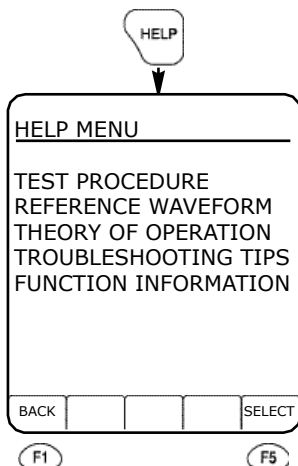 HELP
HELP MENU
TEST PROCEDURE
REFERENCE WAVEFORM
THEORY OF OPERATION
TROUBLESHOOTING TIPS
FUNCTION INFORMATION
BACK SELECT
F1 F5